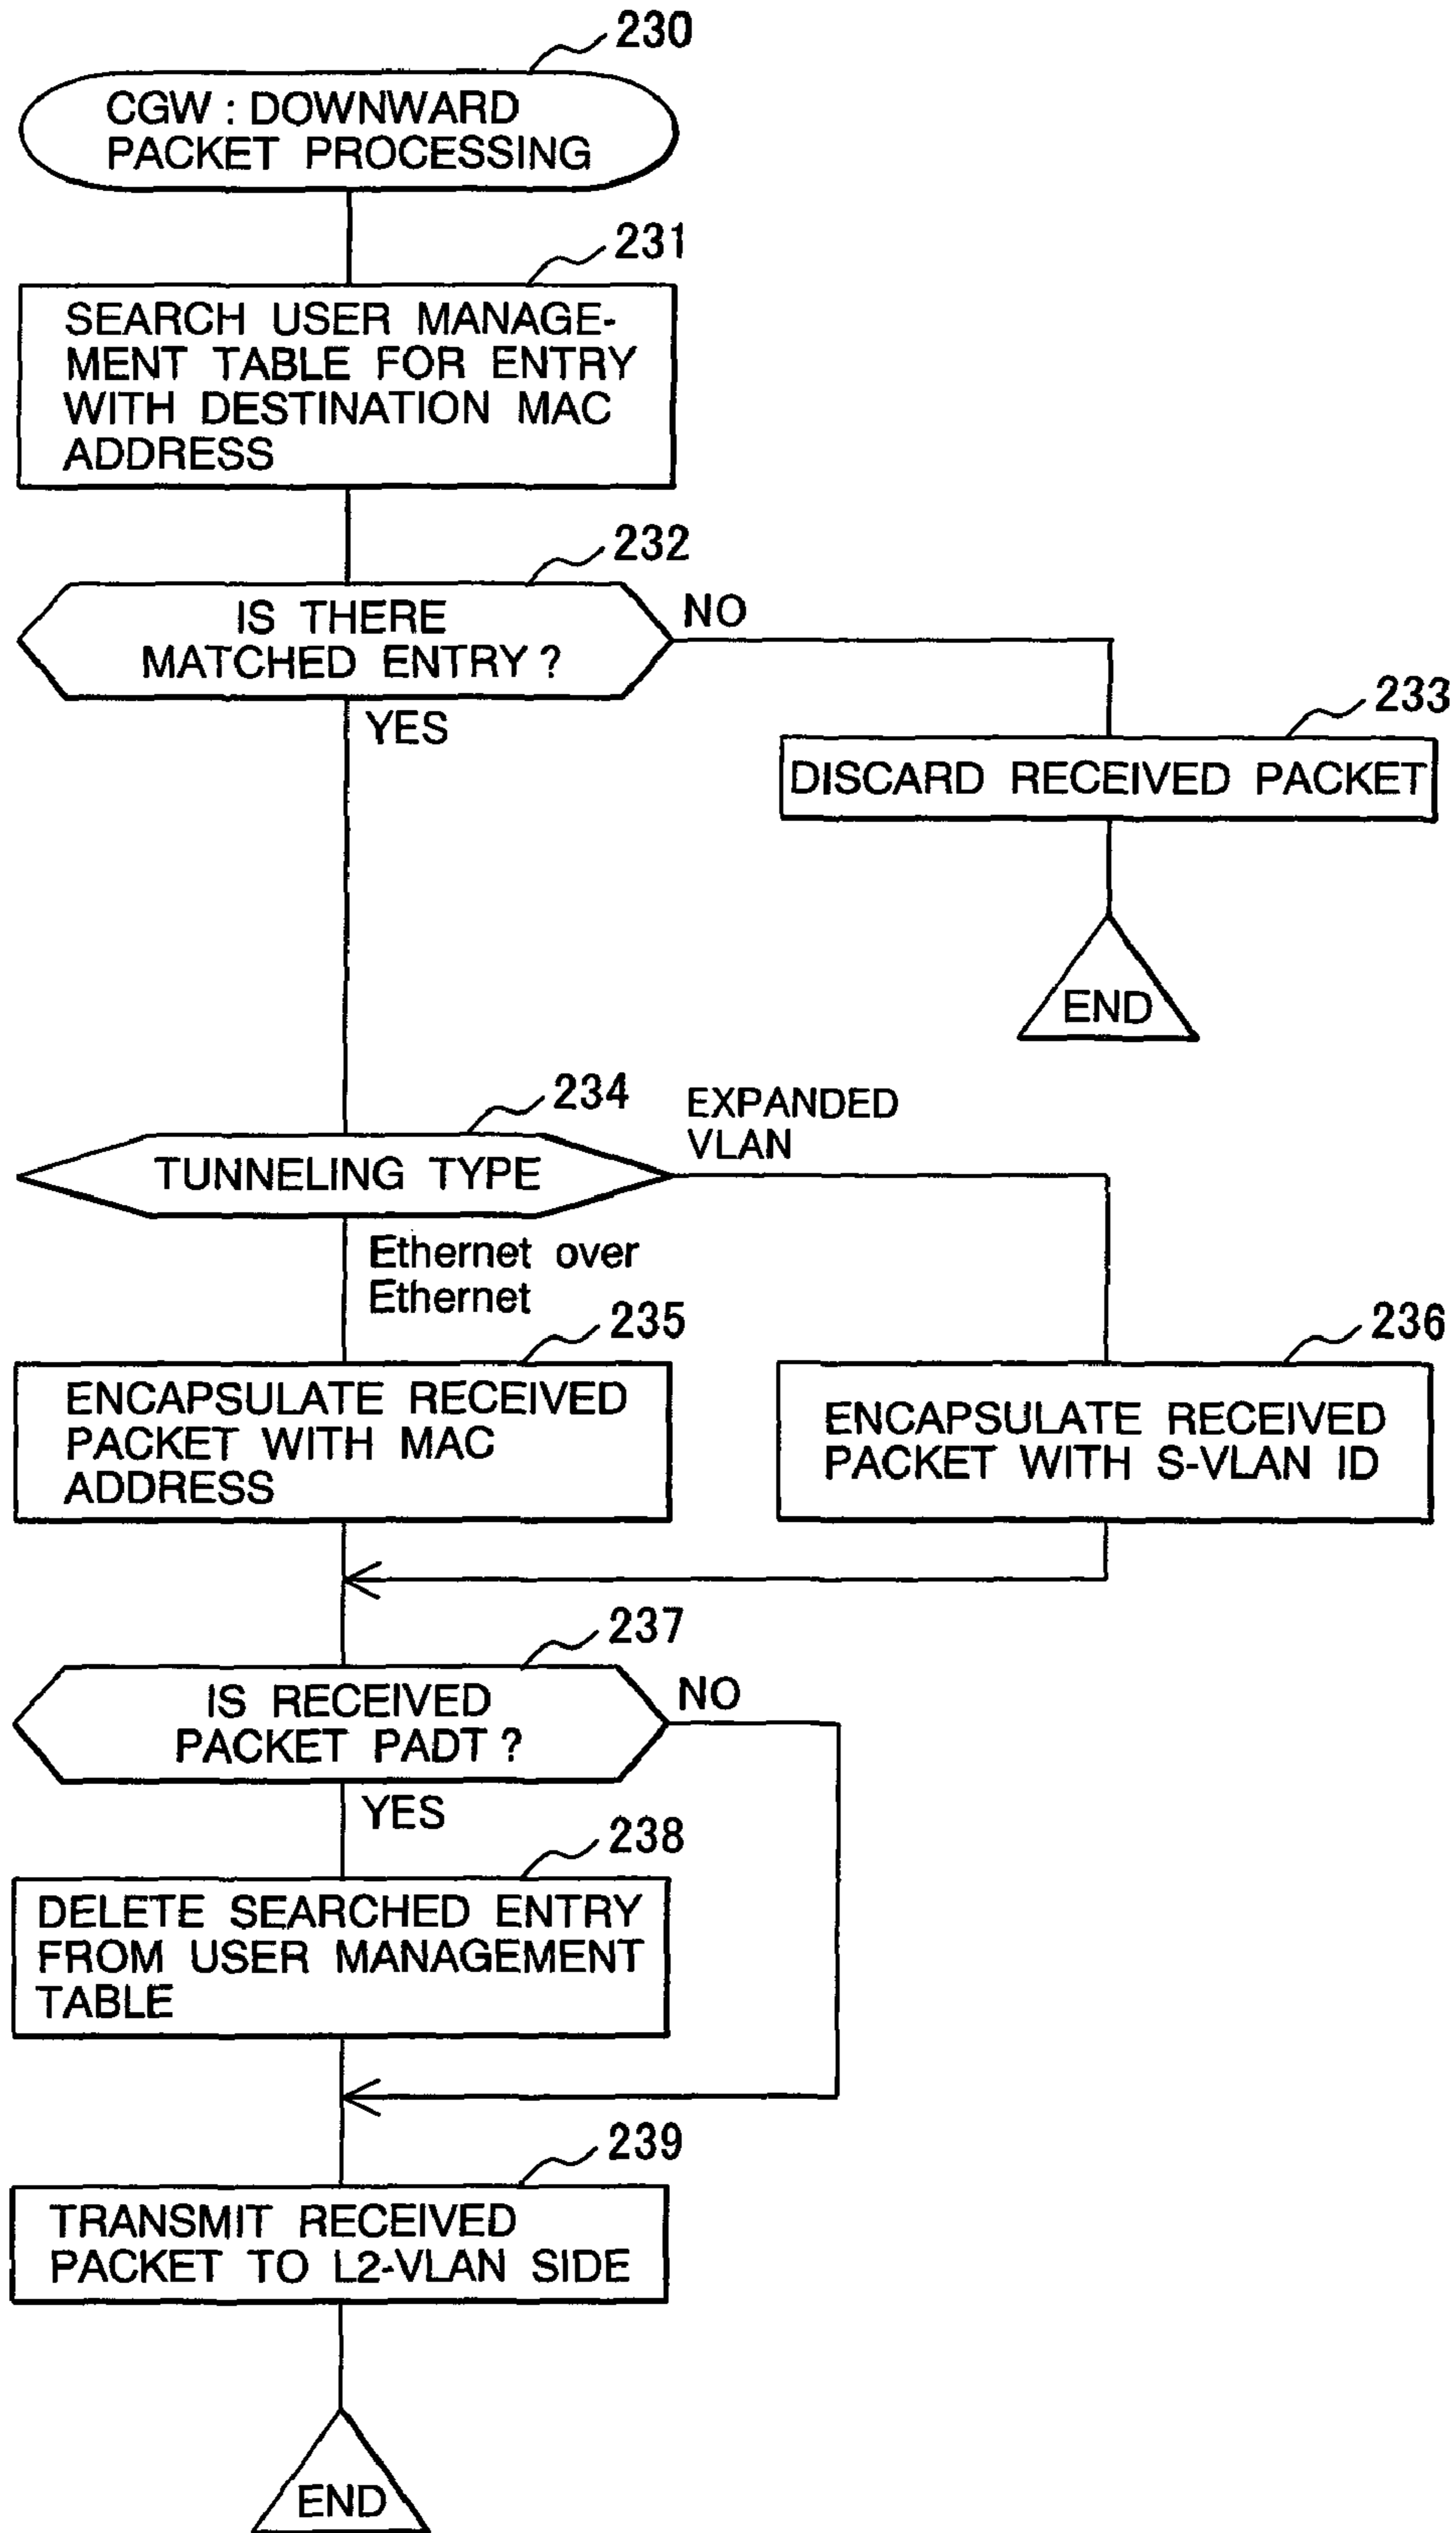 230
CGW : DOWNWARD
PACKET PROCESSING
231
SEARCH USER MANAGE-
MENT TABLE FOR ENTRY
WITH DESTINATION MAC
ADDRESS
232
IS THERE
MATCHED ENTRY ?
NO
YES
233
DISCARD RECEIVED PACKET
END
234
EXPANDED
VLAN
TUNNELING TYPE
Ethernet over
Ethernet
235
236
ENCAPSULATE RECEIVED
PACKET WITH MAC
ADDRESS
ENCAPSULATE RECEIVED
PACKET WITH S-VLAN ID
237
IS RECEIVED
PACKET PADT ?
NO
YES
238
DELETE SEARCHED ENTRY
FROM USER MANAGEMENT
TABLE
239
TRANSMIT RECEIVED
PACKET TO L2-VLAN SIDE
END